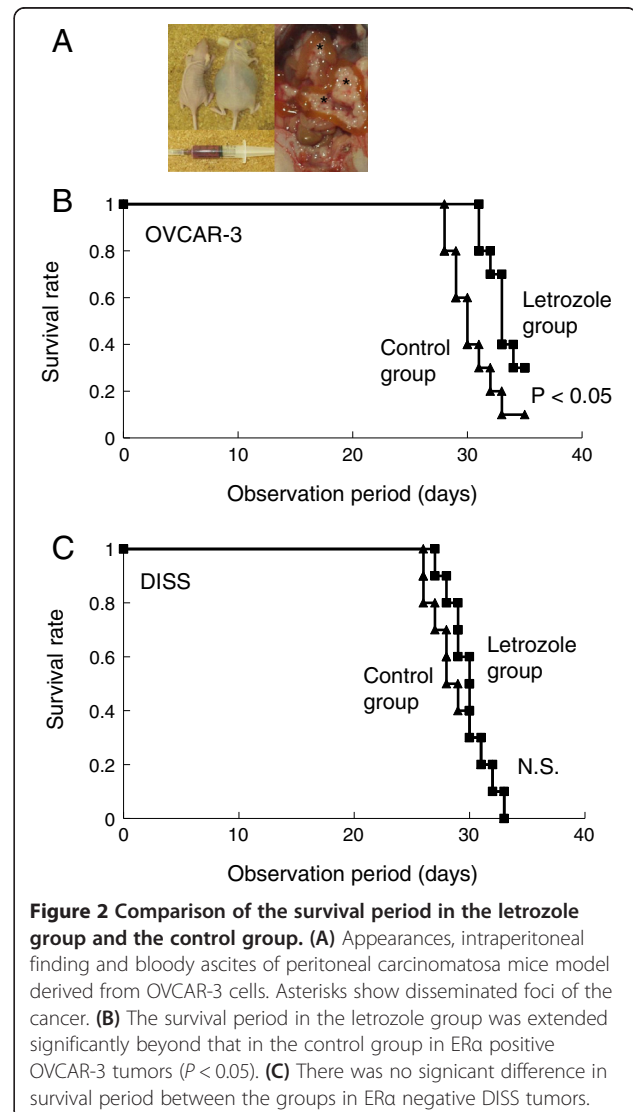 A
* * *
B
1
0.8
0.6
0.4
0.2
0
OVCAR-3
Survival rate
Letrozole
group
Control
group
P < 0.05
0 10 20 30 40
Observation period (days)
C
1
0.8
0.6
0.4
0.2
0
DISS
Survival rate
Letrozole
group
Control
group
N.S.
0 10 20 30 40
Observation period (days)
Figure 2 Comparison of the survival period in the letrozole
group and the control group. (A) Appearances, intraperitoneal
finding and bloody ascites of peritoneal carcinomatosa mice model
derived from OVCAR-3 cells. Asterisks show disseminated foci of the
cancer. (B) The survival period in the letrozole group was extended
significantly beyond that in the control group in ERα positive
OVCAR-3 tumors (P < 0.05). (C) There was no signicant difference in
survival period between the groups in ERα negative DISS tumors.